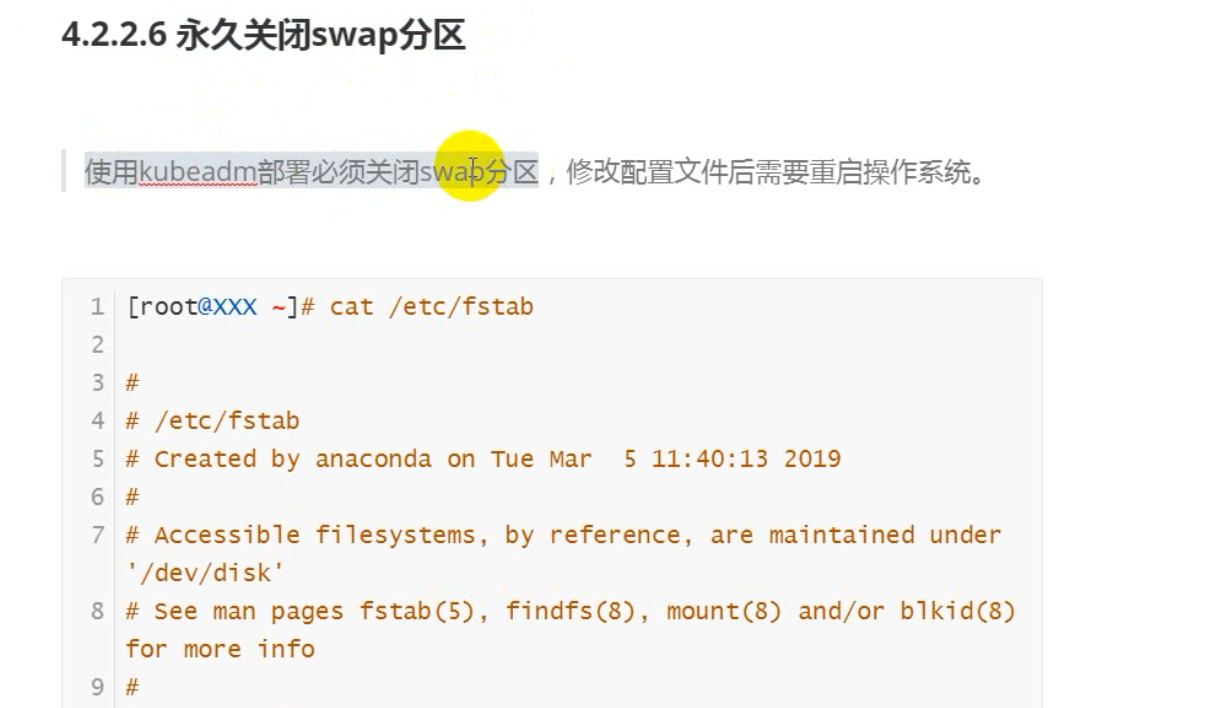 4.2.2.6 永久关闭swap分区
使用kubeadm部署必须关闭swap分区，修改配置文件后需要重启操作系统。
1 [root@XXX ~]# cat /etc/fstab
2
3 #
4 # /etc/fstab
5 # Created by anaconda on Tue Mar  5 11:40:13 2019
6 #
7 # Accessible filesystems, by reference, are maintained under
'/dev/disk'
8 # See man pages fstab(5), findfs(8), mount(8) and/or blkid(8)
for more info
9 #